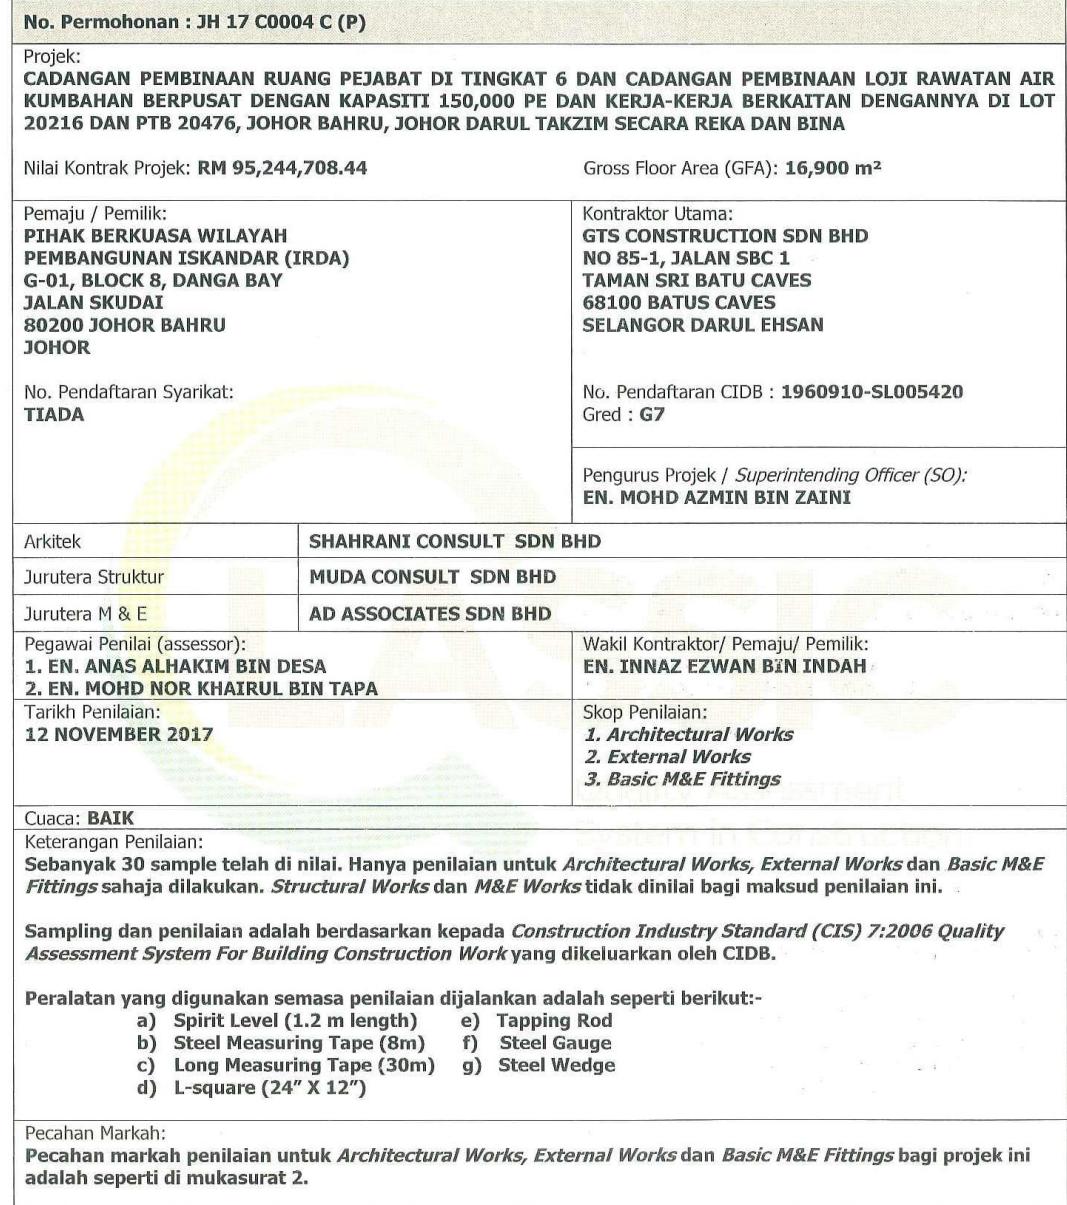 No. Permohonan : JH 17 C0004 C (P)
Projek:
CADANGAN PEMBINAAN RUANG PEJABAT DI TINGKAT 6 DAN CADANGAN PEMBINAAN LOJI RAWATAN AIR
KUMBAHAN BERPUSAT DENGAN KAPASITI 150,000 PE DAN KERJA-KERJA BERKAITAN DENGANNYA DI LOT
20216 DAN PTB 20476, JOHOR BAHRU, JOHOR DARUL TAKZIM SECARA REKA DAN BINA
Nilai Kontrak Projek: RM 95,244,708.44
Gross Floor Area (GFA): 16,900 m²
Pemaju / Pemilik:
PIHAK BERKUASA WILAYAH
PEMBANGUNAN ISKANDAR (IRDA)
G-01, BLOCK 8, DANGA BAY
JALAN SKUDAI
80200 JOHOR BAHRU
JOHOR
No. Pendaftaran Syarikat:
TIADA
Kontraktor Utama:
GTS CONSTRUCTION SDN BHD
NO 85-1, JALAN SBC 1
TAMAN SRI BATU CAVES
68100 BATUS CAVES
SELANGOR DARUL EHSAN
No. Pendaftaran CIDB : 1960910-SL005420
Gred : G7
Pengurus Projek / Superintending Officer (SO):
EN. MOHD AZMIN BIN ZAINI
Arkitek
SHAHRANI CONSULT SDN BHD
Jurutera Struktur
MUDA CONSULT SDN BHD
Jurutera M & E
AD ASSOCIATES SDN BHD
Pegawai Penilai (assessor):
1. EN. ANAS ALHAKIM BIN DESA
2. EN. MOHD NOR KHAIRUL BIN TAPA
Wakil Kontraktor/ Pemaju/ Pemilik:
EN. INNAZ EZWAN BIN INDAH
Tarikh Penilaian:
12 NOVEMBER 2017
Skop Penilaian:
1. Architectural Works
2. External Works
3. Basic M&E Fittings
Cuaca: BAIK
Keterangan Penilaian:
Sebanyak 30 sample telah di nilai. Hanya penilaian untuk Architectural Works, External Works dan Basic M&E
Fittings sahaja dilakukan. Structural Works dan M&E Works tidak dinilai bagi maksud penilaian ini.
Sampling dan penilaian adalah berdasarkan kepada Construction Industry Standard (CIS) 7:2006 Quality
Assessment System For Building Construction Work yang dikeluarkan oleh CIDB.
Peralatan yang digunakan semasa penilaian dijalankan adalah seperti berikut:-
a) Spirit Level (1.2 m length) e) Tapping Rod
b) Steel Measuring Tape (8m) f) Steel Gauge
c) Long Measuring Tape (30m) g) Steel Wedge
d) L-square (24" X 12")
Pecahan Markah:
Pecahan markah penilaian untuk Architectural Works, External Works dan Basic M&E Fittings bagi projek ini
adalah seperti di mukasurat 2.